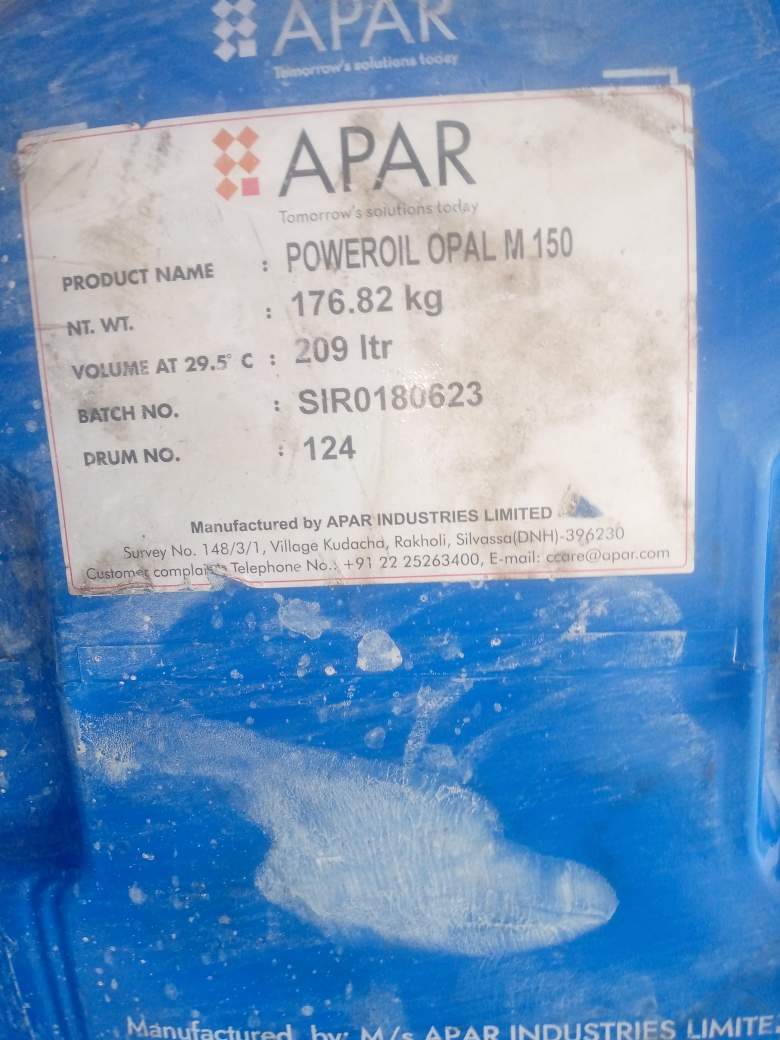 APAR
Tomorrow's solutions today
APAR
Tomorrow's solutions today
PRODUCT NAME : POWEROIL OPAL M 150
NT. WT. : 176.82 kg
VOLUME AT 29.5° C : 209 ltr
BATCH NO. : SIR0180623
DRUM NO. : 124
Manufactured by APAR INDUSTRIES LIMITED
Survey No. 148/3/1, Village Kudacha, Rakholi, Silvassa(DNH)-396230
Customer complaints Telephone No.: +91 22 25263400, E-mail: ccare@apar.com
Manufactured by: M/s APAR INDUSTRIES LIMITE